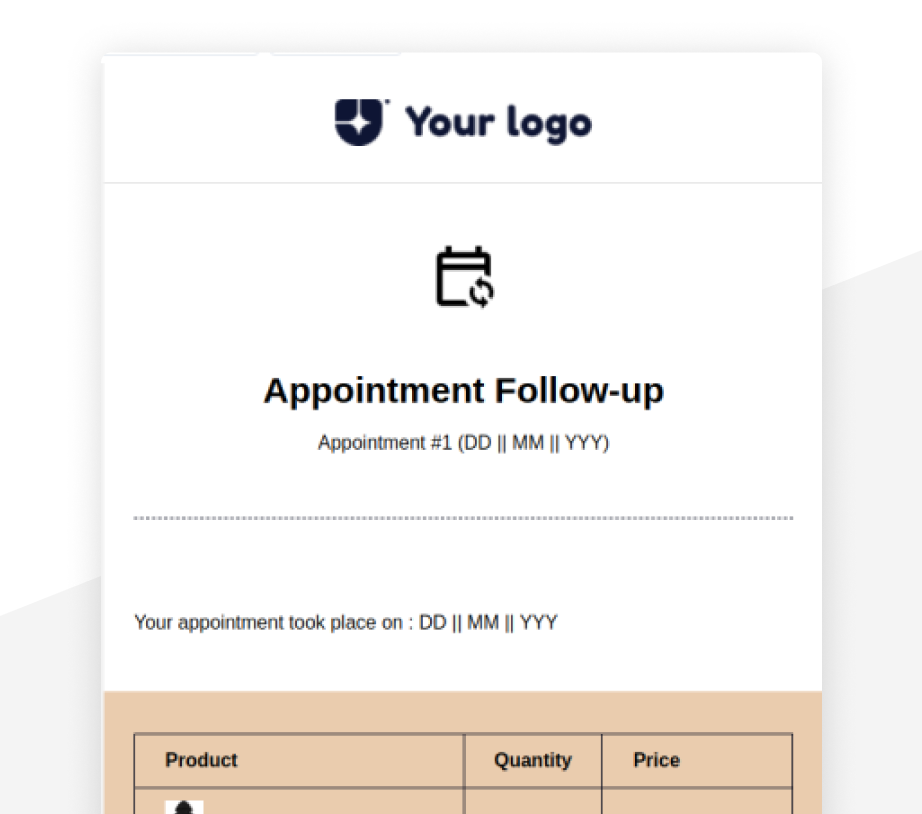 Your logo
Appointment Follow-up
Appointment #1 (DD || MM || YYY)
Your appointment took place on : DD || MM || YYY
Product Quantity Price